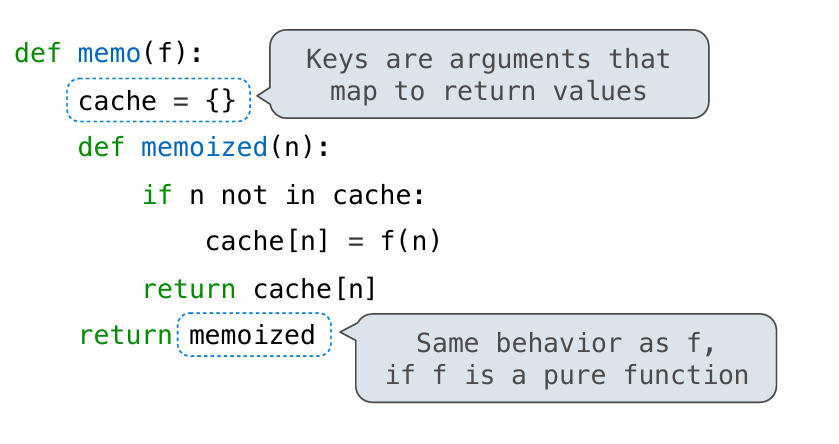 def memo(f):
    cache = {}
Keys are arguments that
map to return values
    def memoized(n):
        if n not in cache:
            cache[n] = f(n)
        return cache[n]
    return memoized
Same behavior as f,
if f is a pure function